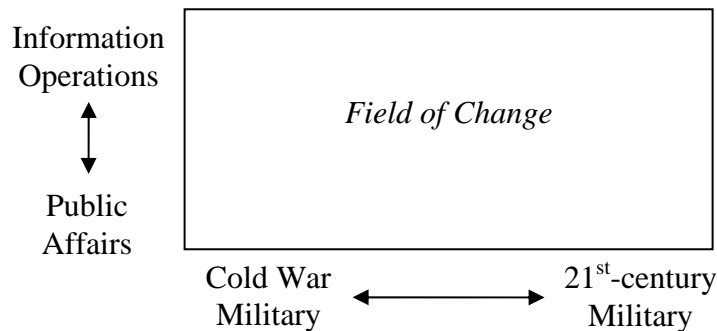 Information
Operations
Field of Change
Public
Affairs
Cold War
Military
21st-century
Military